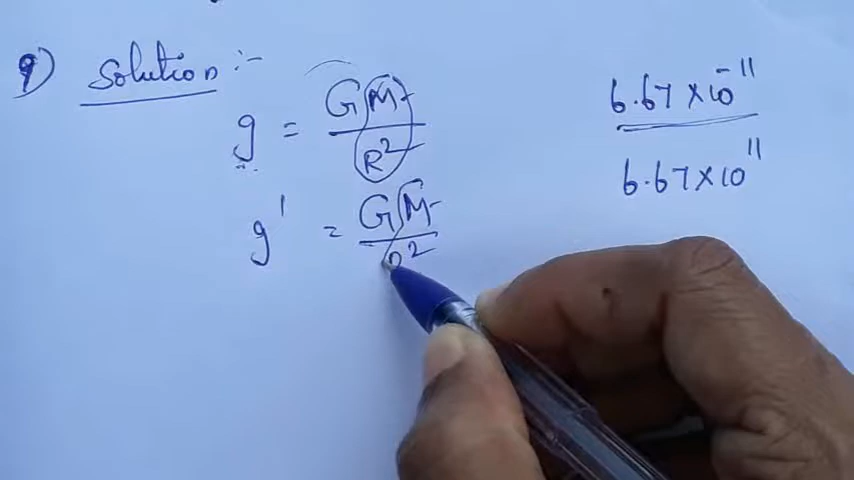 9) Solution :-
g = GM / R²
g' = GM / R²
6.67 × 10⁻¹¹
6.67 × 10¹¹